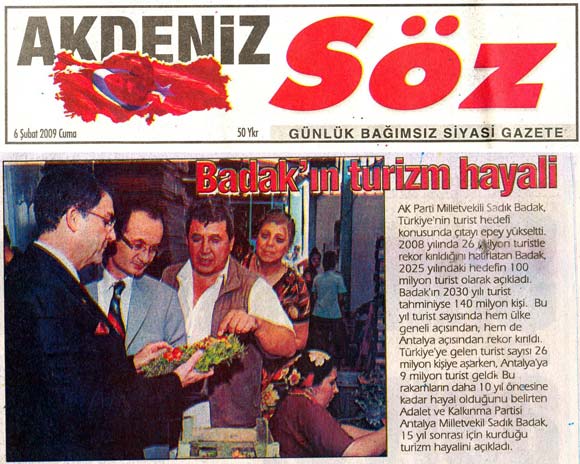 AKDENİZ
Söz
6 Şubat 2009 Cuma
50 Ykr
GÜNLÜK BAĞIMSIZ SİYASİ GAZETE
Badak'ın turizm hayali
AK Parti Milletvekili Sadık Badak,
Türkiye'nin turist hedefi
konusunda çıtayı epey yükseltti.
2008 yılında 26 milyon turistle
rekor kırıldığını hatırlatan Badak,
2025 yılındaki hedefin 100
milyon turist olarak açıkladı.
Badak'ın 2030 yılı turist
tahminiyse 140 milyon kişi. Bu
yıl turist sayısında hem ülke
geneli açısından, hem de
Antalya açısından rekor kırıldı.
Türkiye'ye gelen turist sayısı 26
milyon kişiye aşarken, Antalya'ya
9 milyon turist geldi. Bu
rakamların daha 10 yıl öncesine
kadar hayal olduğunu belirten
Adalet ve Kalkınma Partisi
Antalya Milletvekil Sadık Badak,
15 yıl sonrası için kurduğu
turizm hayalini açıkladı.